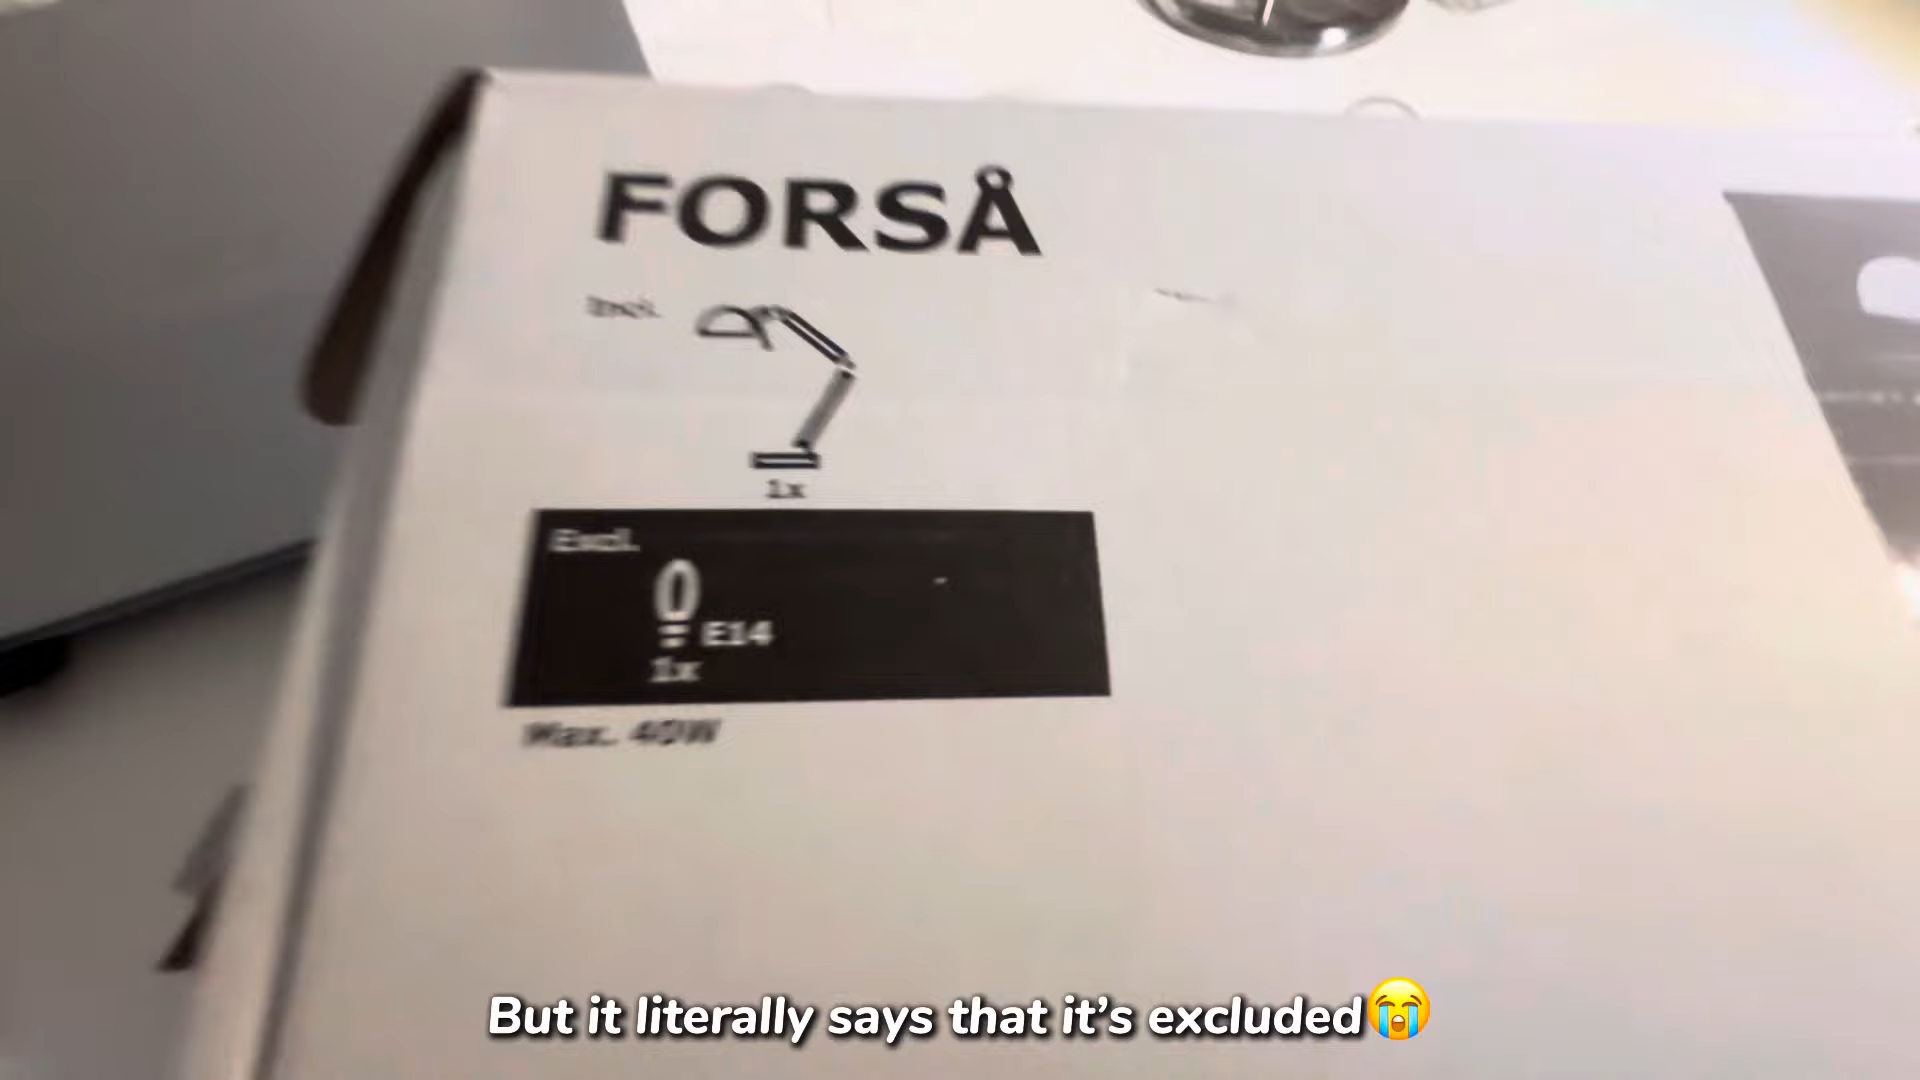 FORSÅ
Incl.
1x
Excl.
E14
1x
Max. 40W
But it literally says that it’s excluded😭